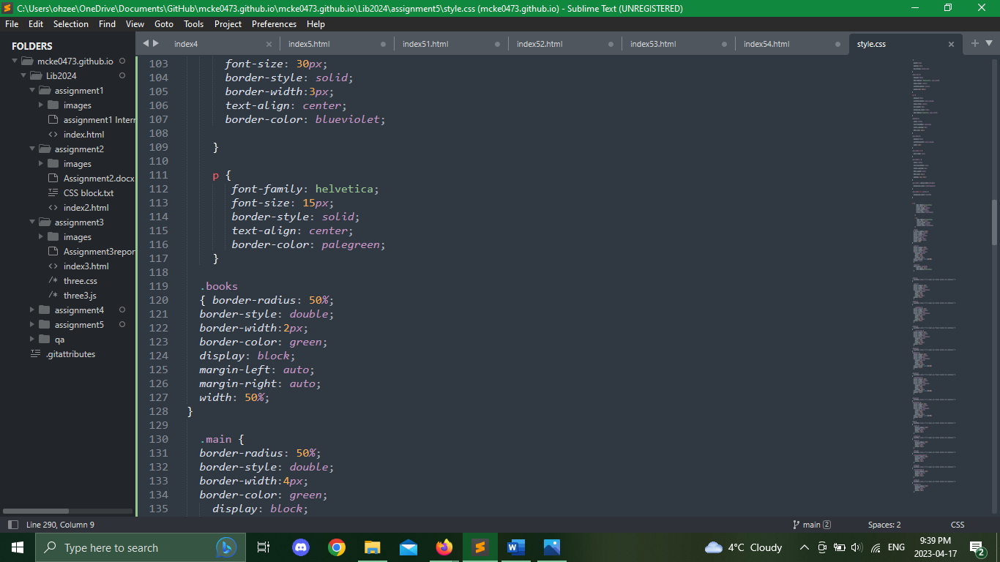 C:\Users\ohzee\OneDrive\Documents\GitHub\mcke0473.github.io\mcke0473.github.io\Lib2024\assignment5\style.css (mcke0473.github.io) - Sublime Text (UNREGISTERED)
File Edit Selection Find View Goto Tools Project Preferences Help
FOLDERS
mcke0473.github.io
Lib2024
assignment1
images
assignment1 Intern
index.html
assignment2
images
Assignment2.docx
CSS block.txt
index2.html
assignment3
images
Assignment3repor
index3.html
three.css
three3.js
assignment4
assignment5
qa
.gitattributes
index4 index5.html index51.html index52.html index53.html index54.html style.css
103 font-size: 30px;
104 border-style: solid;
105 border-width:3px;
106 text-align: center;
107 border-color: blueviolet;
108
109 }
110
111 p {
112 font-family: helvetica;
113 font-size: 15px;
114 border-style: solid;
115 text-align: center;
116 border-color: palegreen;
117 }
118
119 .books
120 { border-radius: 50%;
121 border-style: double;
122 border-width:2px;
123 border-color: green;
124 display: block;
125 margin-left: auto;
126 margin-right: auto;
127 width: 50%;
128 }
129
130 .main {
131 border-radius: 50%;
132 border-style: double;
133 border-width:4px;
134 border-color: green;
135 display: block;
Line 290, Column 9 main 2 Spaces: 2 CSS
Type here to search 4°C Cloudy ENG 9:39 PM
2023-04-17 2